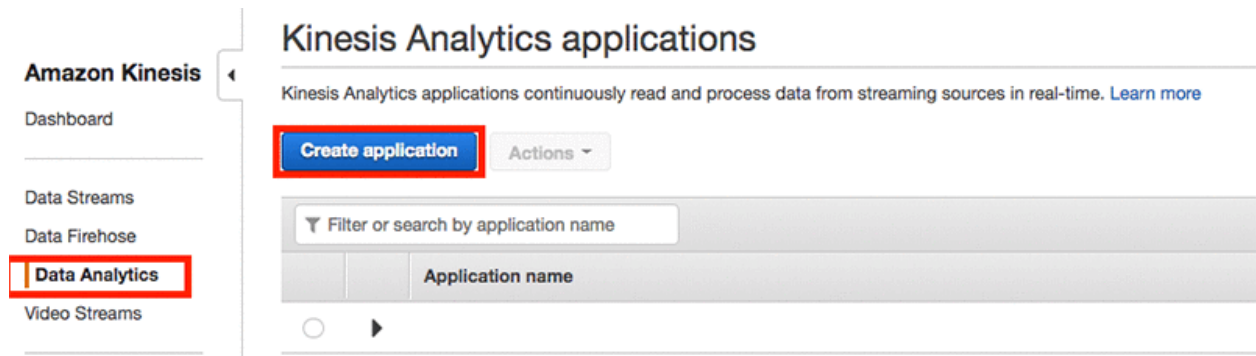 Amazon Kinesis
Dashboard
Data Streams
Data Firehose
Data Analytics
Video Streams
Kinesis Analytics applications
Kinesis Analytics applications continuously read and process data from streaming sources in real-time. Learn more
Create application Actions
Filter or search by application name
Application name